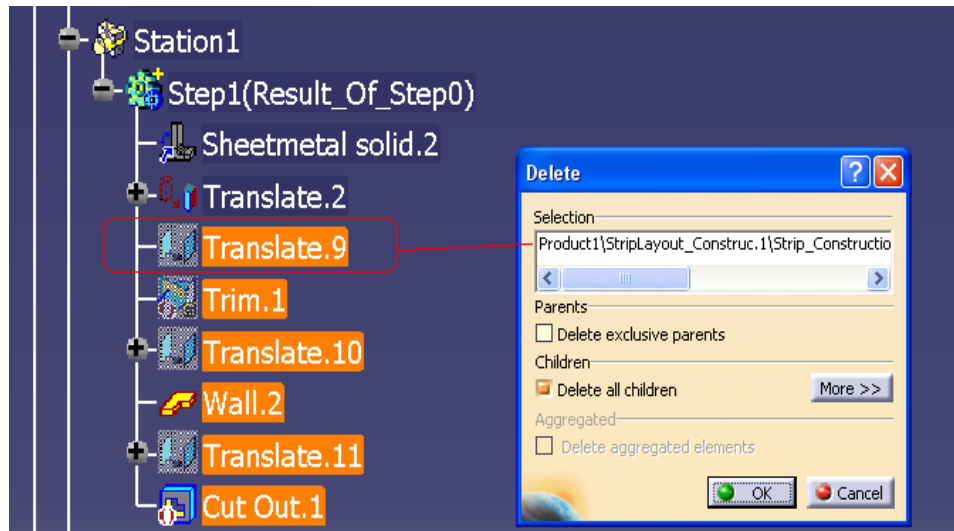 Station1
Step1(Result_Of_Step0)
Sheetmetal solid.2
Translate.2
Translate.9
Trim.1
Translate.10
Wall.2
Translate.11
Cut Out.1
Delete
Selection
Product1\StripLayout_Construc.1\Strip_Constructio
Parents
Delete exclusive parents
Children
Delete all children More >>
Aggregated
Delete aggregated elements
OK Cancel